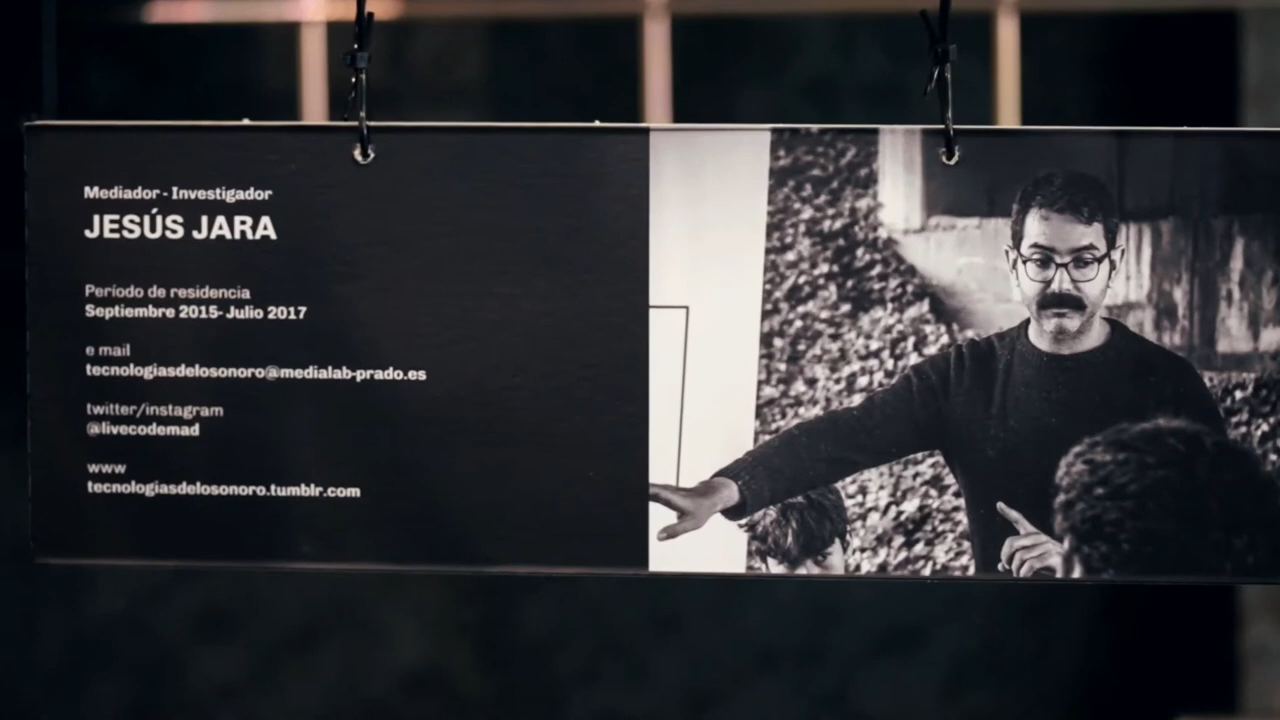 Mediador - Investigador
JESÚS JARA
Período de residencia
Septiembre 2015- Julio 2017
e mail
tecnologiasdelosonoro@medialab-prado.es
twitter/instagram
@livecodemad
www
tecnologiasdelosonoro.tumblr.com